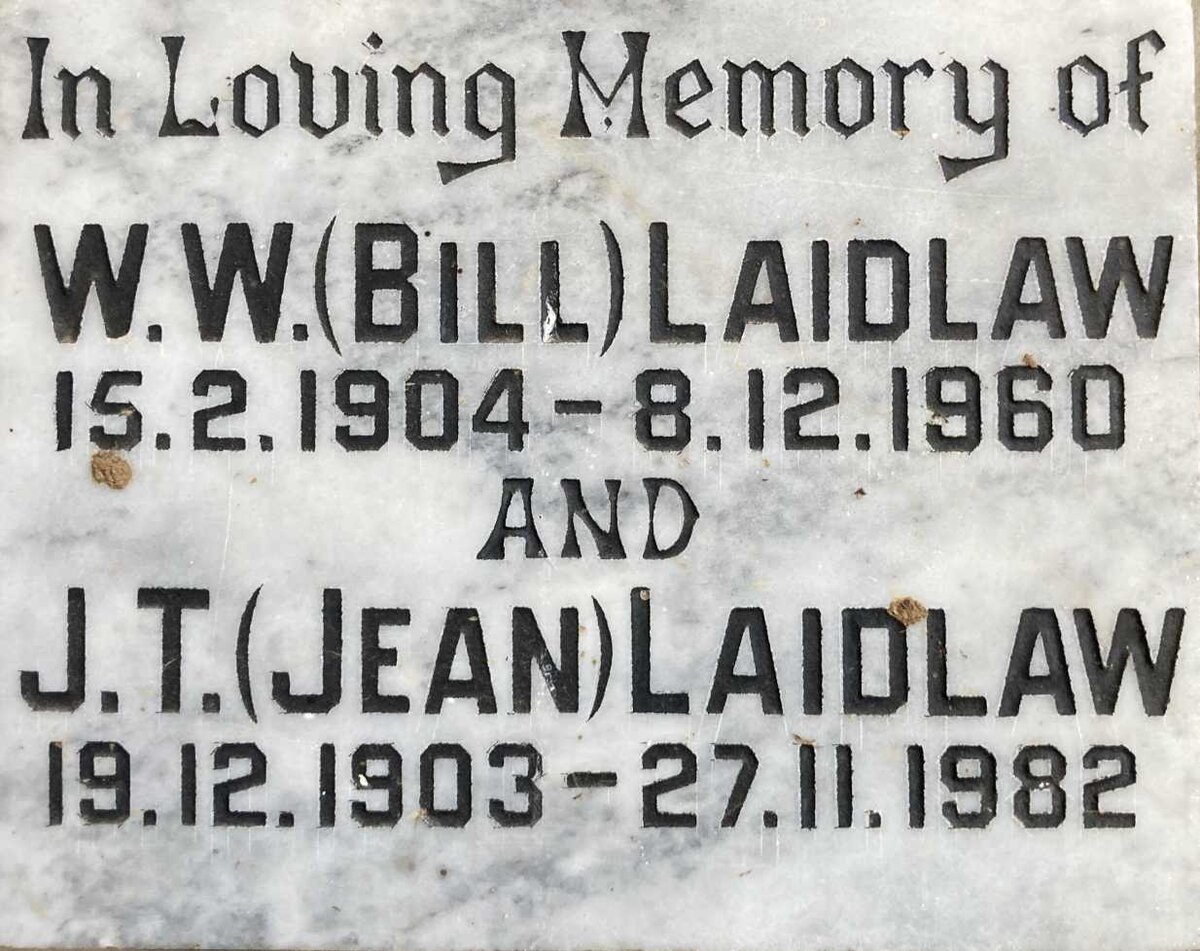 In Loving Memory of
W.W.(BILL) LAIDLAW
15.2.1904 - 8.12.1960
AND
J.T.(JEAN) LAIDLAW
19.12.1903 - 27.11.1982